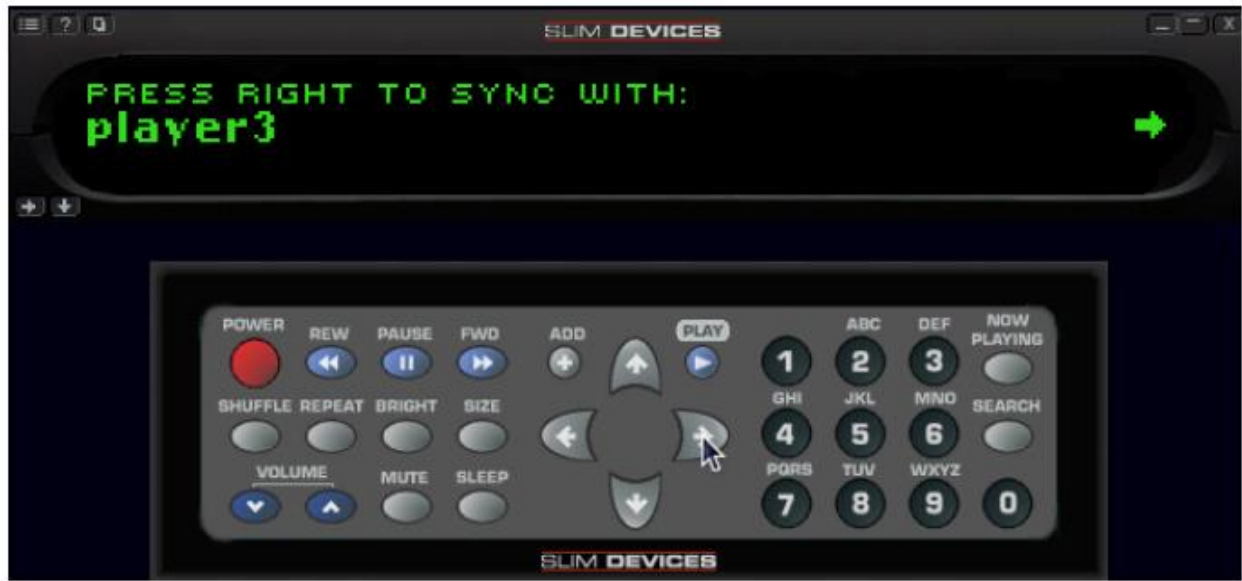 ? SLIM DEVICES X
PRESS RIGHT TO SYNC WITH:
player3
POWER REW PAUSE FWD ADD PLAY ABC DEF NOW PLAYING
1 2 3
SHUFFLE REPEAT BRIGHT SIZE GHI JKL MNO SEARCH
4 5 6
VOLUME MUTE SLEEP PQRS TUV WXYZ
7 8 9 0
SLIM DEVICES